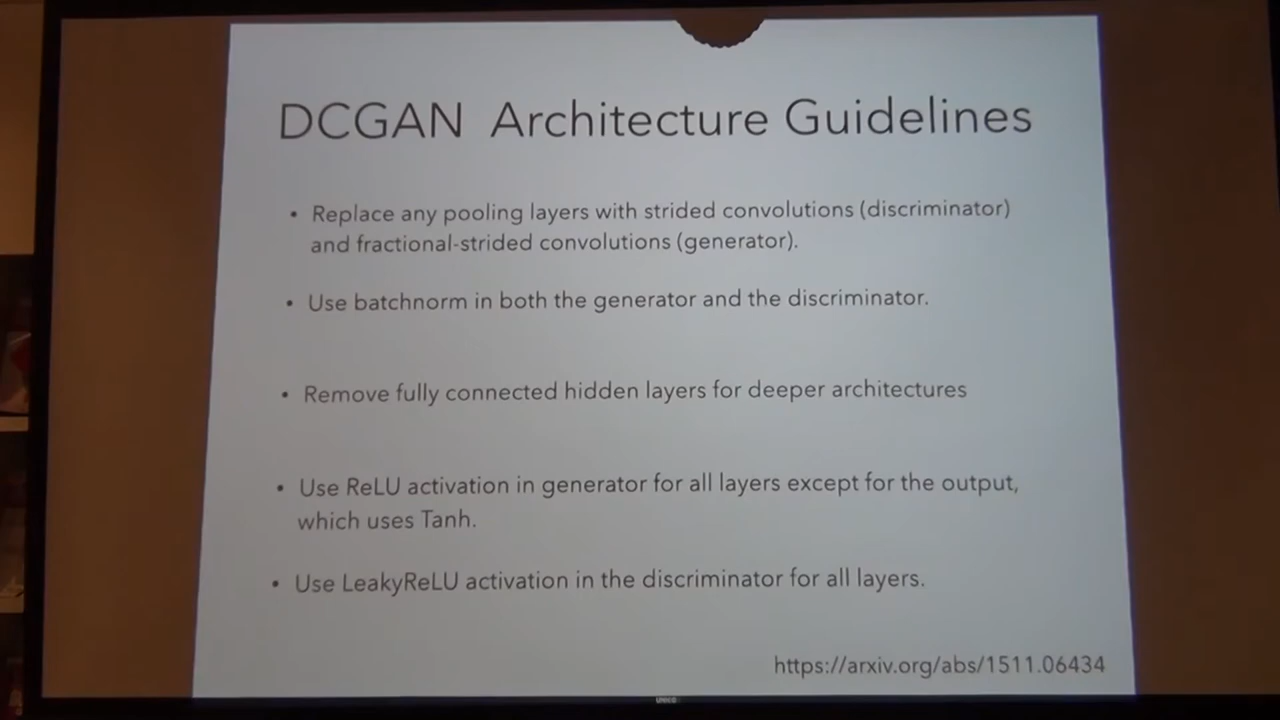 DCGAN Architecture Guidelines
• Replace any pooling layers with strided convolutions (discriminator)
and fractional-strided convolutions (generator).
• Use batchnorm in both the generator and the discriminator.
• Remove fully connected hidden layers for deeper architectures
• Use ReLU activation in generator for all layers except for the output,
which uses Tanh.
• Use LeakyReLU activation in the discriminator for all layers.
https://arxiv.org/abs/1511.06434